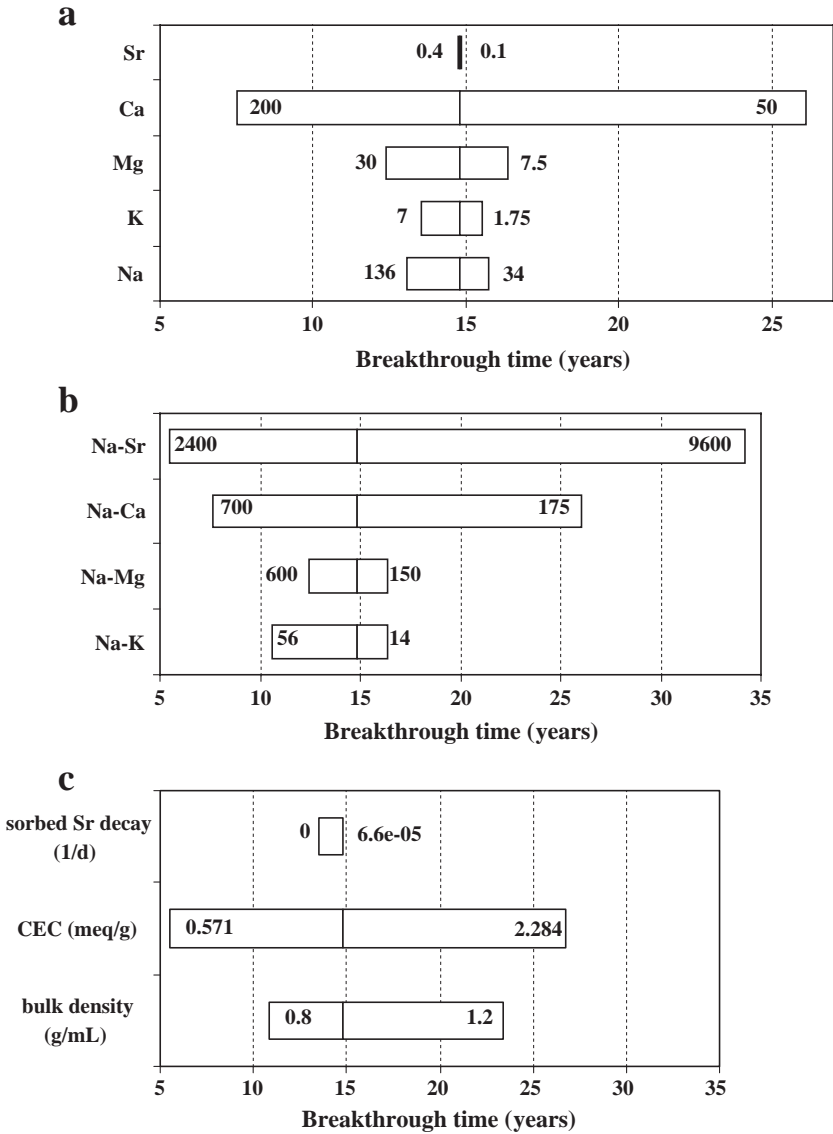 a
Sr 0.4 0.1
Ca 200 50
Mg 30 7.5
K 7 1.75
Na 136 34
5 10 15 20 25
Breakthrough time (years)
b
Na-Sr 2400 9600
Na-Ca 700 175
Na-Mg 600 150
Na-K 56 14
5 10 15 20 25 30 35
Breakthrough time (years)
c
sorbed Sr decay
(1/d)
0 6.6e-05
CEC (meq/g) 0.571 2.284
bulk density
(g/mL)
0.8 1.2
5 10 15 20 25 30 35
Breakthrough time (years)